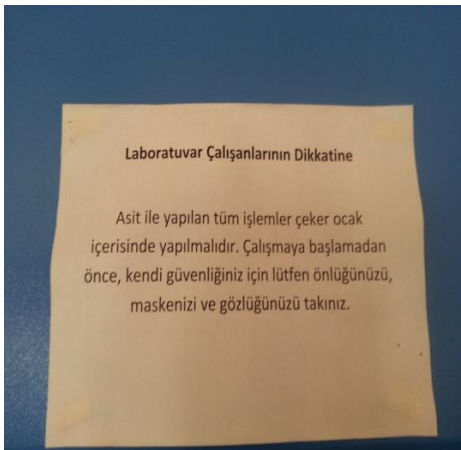 Laboratuvar Çalışanlarının Dikkatine
Asit ile yapılan tüm işlemler çeker ocak
içerisinde yapılmalıdır. Çalışmaya başlamadan
önce, kendi güvenliğiniz için lütfen önlüğünüzü,
maskenizi ve gözlüğünüzü takınız.